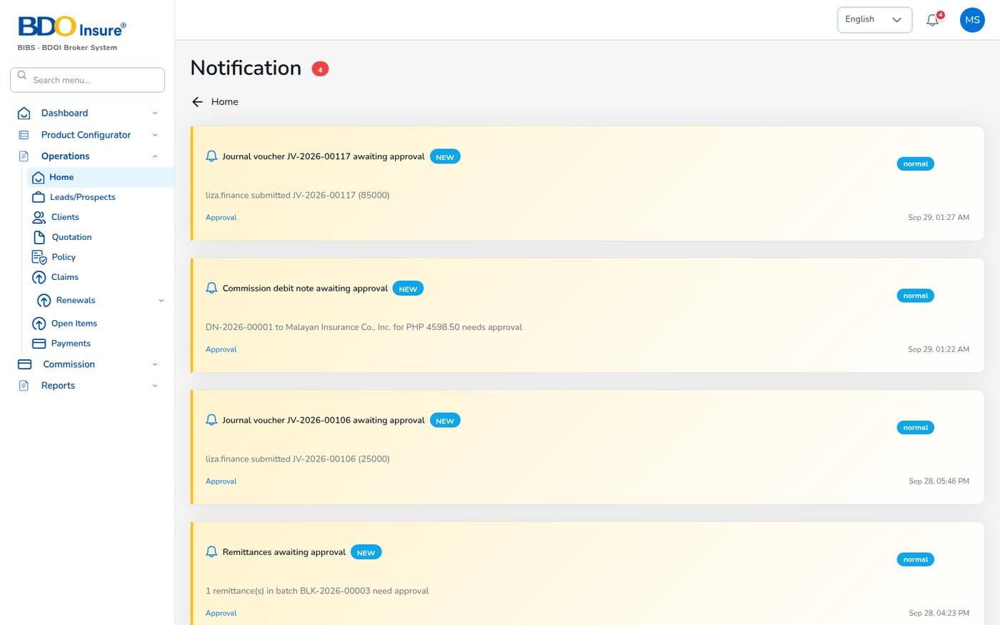 BDO Insure®
BIBS · BDOI Broker System
Search menu...
Dashboard
Product Configurator
Operations
Home
Leads/Prospects
Clients
Quotation
Policy
Claims
Renewals
Open Items
Payments
Commission
Reports
English
4
MS
Notification 4
Home
Journal voucher JV-2026-00117 awaiting approval NEW
normal
liza.finance submitted JV-2026-00117 (85000)
Approval Sep 29, 01:27 AM
Commission debit note awaiting approval NEW
normal
DN-2026-00001 to Malayan Insurance Co., Inc. for PHP 4598.50 needs approval
Approval Sep 29, 01:22 AM
Journal voucher JV-2026-00106 awaiting approval NEW
normal
liza.finance submitted JV-2026-00106 (25000)
Approval Sep 28, 05:46 PM
Remittances awaiting approval NEW
normal
1 remittance(s) in batch BLK-2026-00003 need approval
Approval Sep 28, 04:23 PM